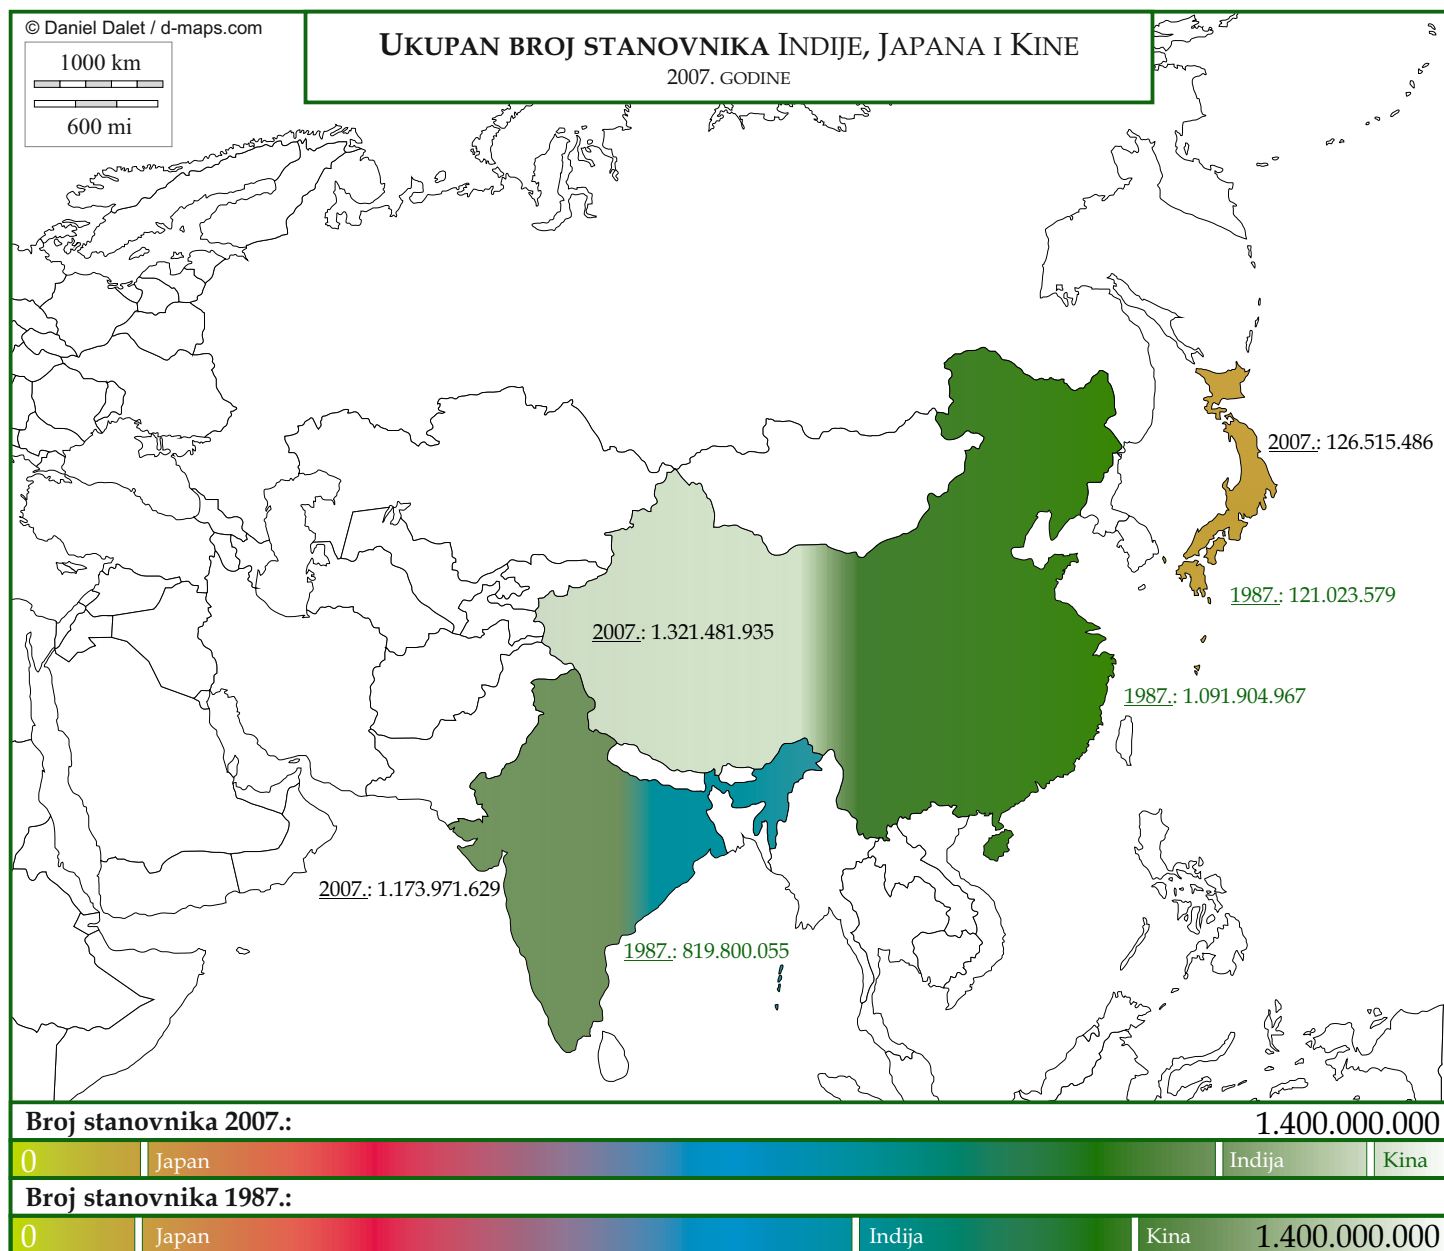 © Daniel Dalet / d-maps.com
1000 km
600 mi
UKUPAN BROJ STANOVNIKA INDIJE, JAPANA I KINE
2007. GODINE
2007.: 126.515.486
1987.: 121.023.579
2007.: 1.321.481.935
1987.: 1.091.904.967
2007.: 1.173.971.629
1987.: 819.800.055
Broj stanovnika 2007.:
1.400.000.000
0 Japan Indija Kina
Broj stanovnika 1987.:
0 Japan Indija Kina 1.400.000.000